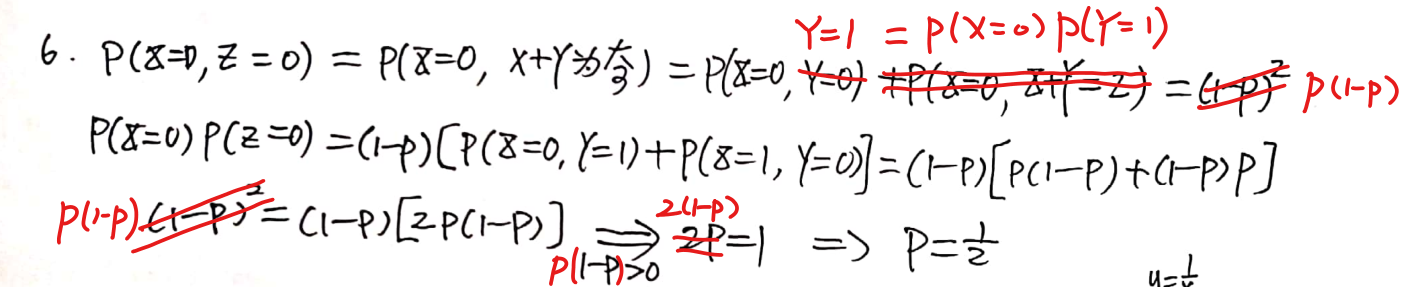 Y=1 = P(X=0) P(Y=1)
6. P(X=0, Z=0) = P(X=0, X+Y为奇) = P(X=0, Y=0) +P(X=0, X+Y=2) = (1-P)² P(1-P)
P(X=0) P(Z=0) = (1-P)[P(X=0, Y=1)+P(X=1, Y=0)] = (1-P)[P(1-P)+(1-P)P]
P(1-P) (1-P)² = (1-P)[2P(1-P)] ⟹ 2P=1 => P=1/2
2(1-P)
P(1-P)>0